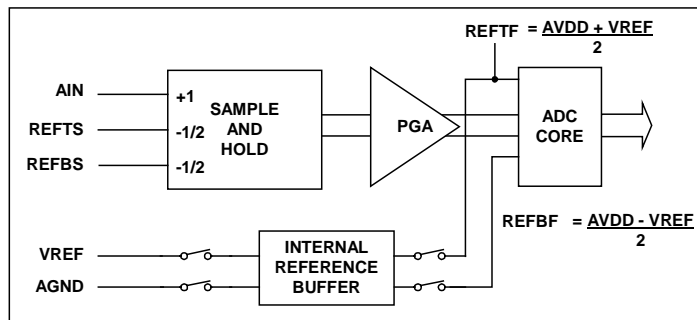 REFTF = AVDD + VREF
2
AIN
+1
SAMPLE
AND
HOLD
REFTS
-1/2
REFBS
-1/2
PGA
ADC
CORE
REFBF = AVDD - VREF
2
VREF
AGND
INTERNAL
REFERENCE
BUFFER